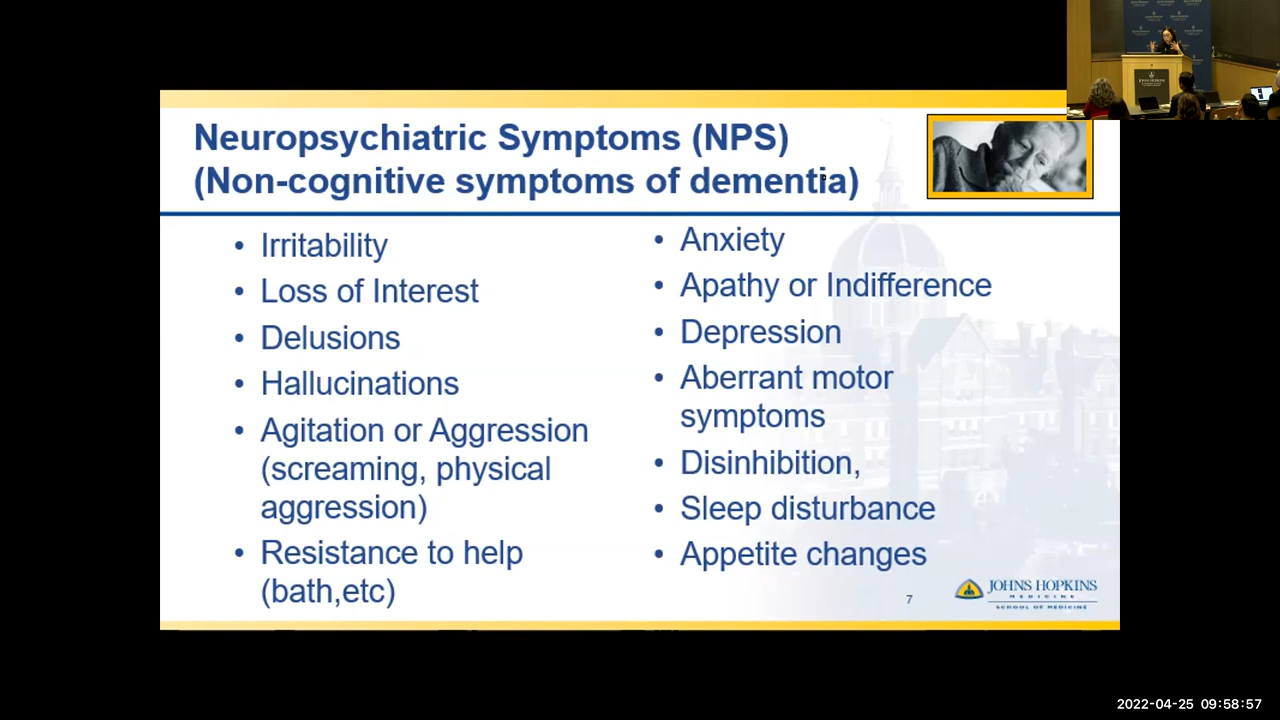 Neuropsychiatric Symptoms (NPS)
(Non-cognitive symptoms of dementia)
• Irritability
• Loss of Interest
• Delusions
• Hallucinations
• Agitation or Aggression
(screaming, physical
aggression)
• Resistance to help
(bath,etc)
• Anxiety
• Apathy or Indifference
• Depression
• Aberrant motor
symptoms
• Disinhibition,
• Sleep disturbance
• Appetite changes
7
JOHNS HOPKINS
MEDICINE
SCHOOL OF MEDICINE
2022-04-25 09:58:57